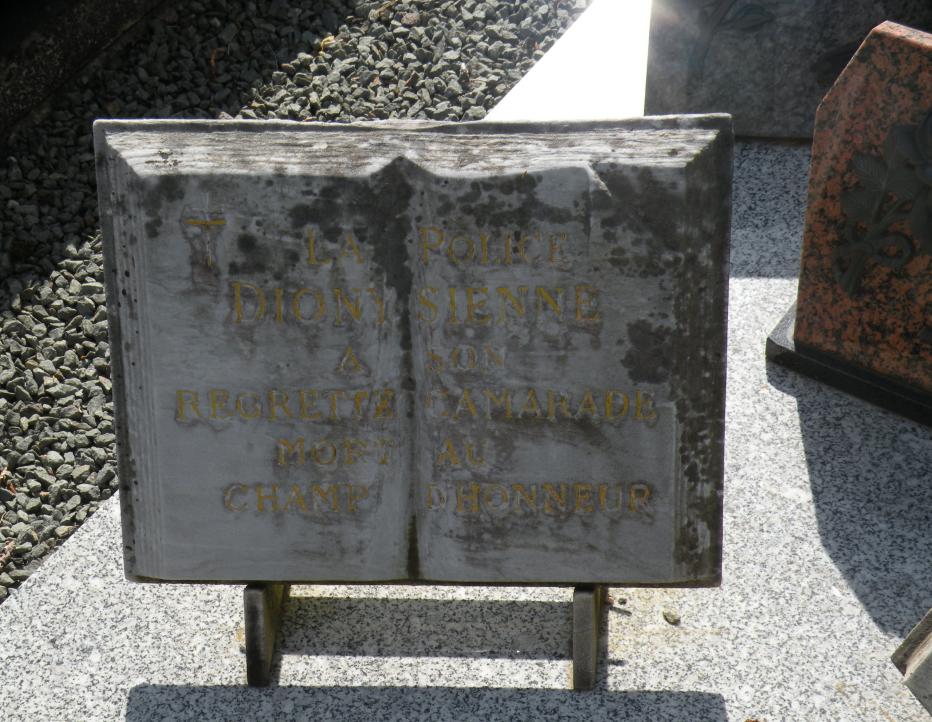 LA POLICE
DIONYSIENNE
A SON
REGRETTÉ CAMARADE
MORT AU
CHAMP D'HONNEUR